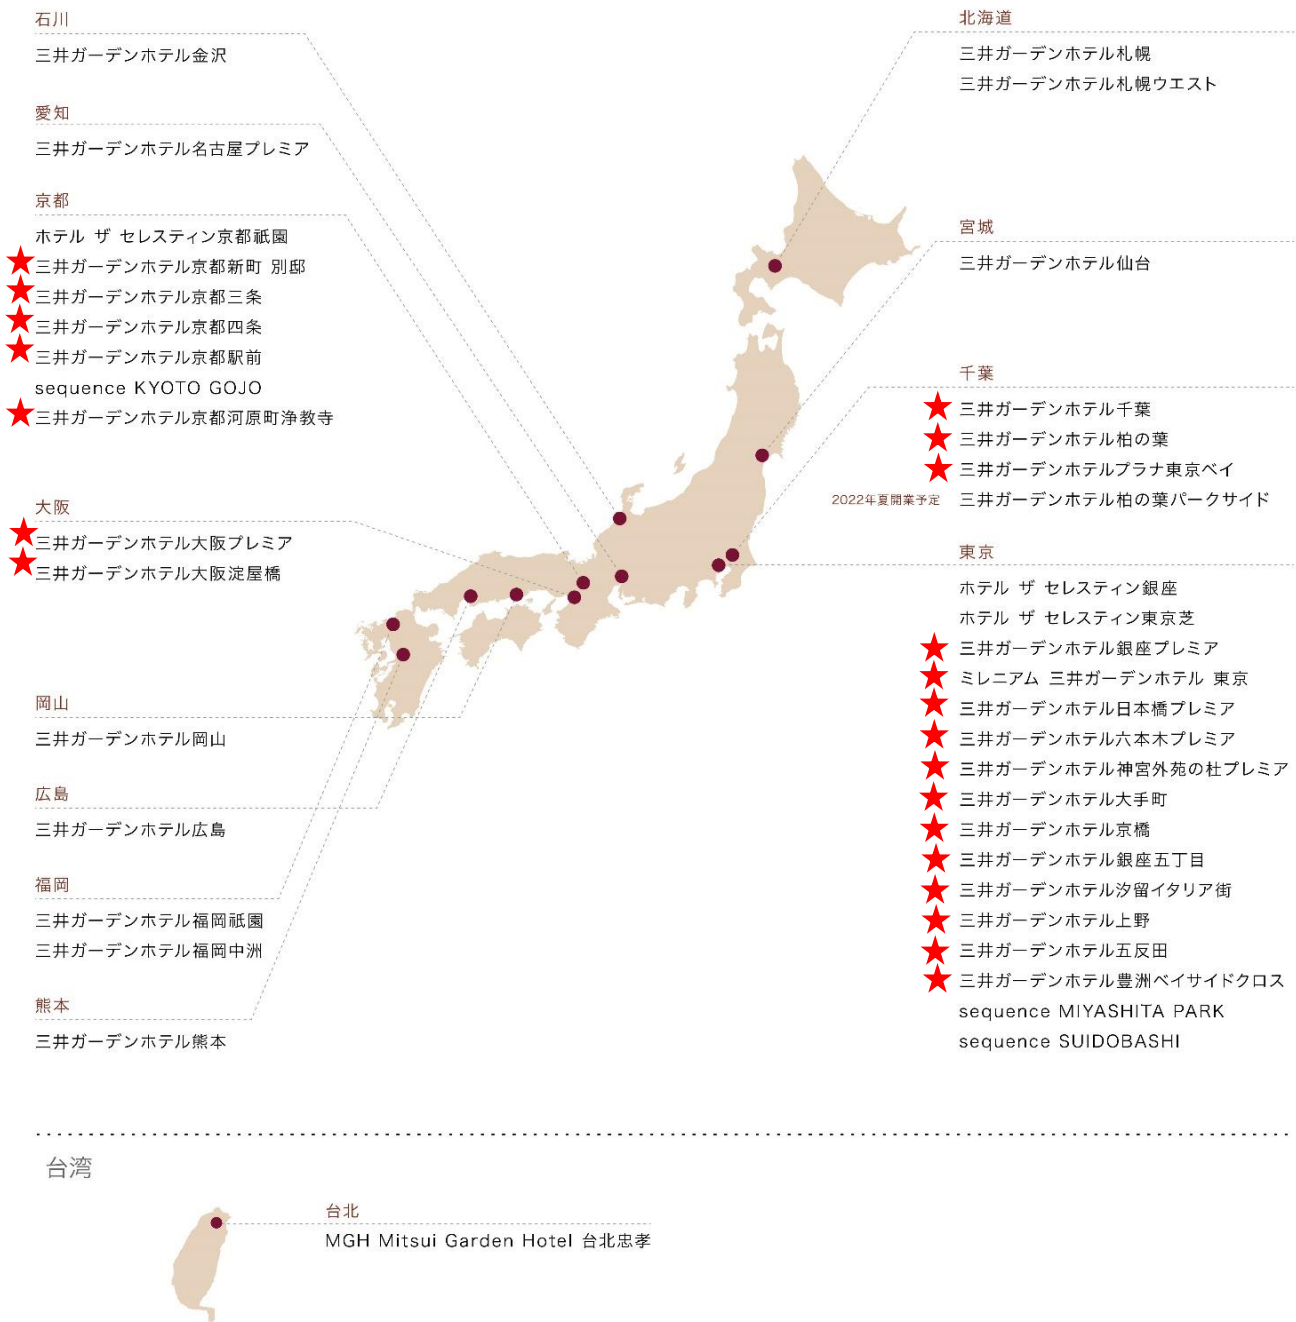 石川
三井ガーデンホテル金沢
愛知
三井ガーデンホテル名古屋プレミア
京都
ホテル ザ セレスティン京都祇園
三井ガーデンホテル京都新町 別邸
三井ガーデンホテル京都三条
三井ガーデンホテル京都四条
三井ガーデンホテル京都駅前
sequence KYOTO GOJO
三井ガーデンホテル京都河原町浄教寺
大阪
三井ガーデンホテル大阪プレミア
三井ガーデンホテル大阪淀屋橋
岡山
三井ガーデンホテル岡山
広島
三井ガーデンホテル広島
福岡
三井ガーデンホテル福岡祇園
三井ガーデンホテル福岡中洲
熊本
三井ガーデンホテル熊本
北海道
三井ガーデンホテル札幌
三井ガーデンホテル札幌ウエスト
宮城
三井ガーデンホテル仙台
千葉
三井ガーデンホテル千葉
三井ガーデンホテル柏の葉
三井ガーデンホテルプラナ東京ベイ
2022年夏開業予定 三井ガーデンホテル柏の葉パークサイド
東京
ホテル ザ セレスティン銀座
ホテル ザ セレスティン東京芝
三井ガーデンホテル銀座プレミア
ミレニアム 三井ガーデンホテル 東京
三井ガーデンホテル日本橋プレミア
三井ガーデンホテル六本木プレミア
三井ガーデンホテル神宮外苑の杜プレミア
三井ガーデンホテル大手町
三井ガーデンホテル京橋
三井ガーデンホテル銀座五丁目
三井ガーデンホテル汐留イタリア街
三井ガーデンホテル上野
三井ガーデンホテル五反田
三井ガーデンホテル豊洲ベイサイドクロス
sequence MIYASHITA PARK
sequence SUIDOBASHI
台湾
台北
MGH Mitsui Garden Hotel 台北忠孝